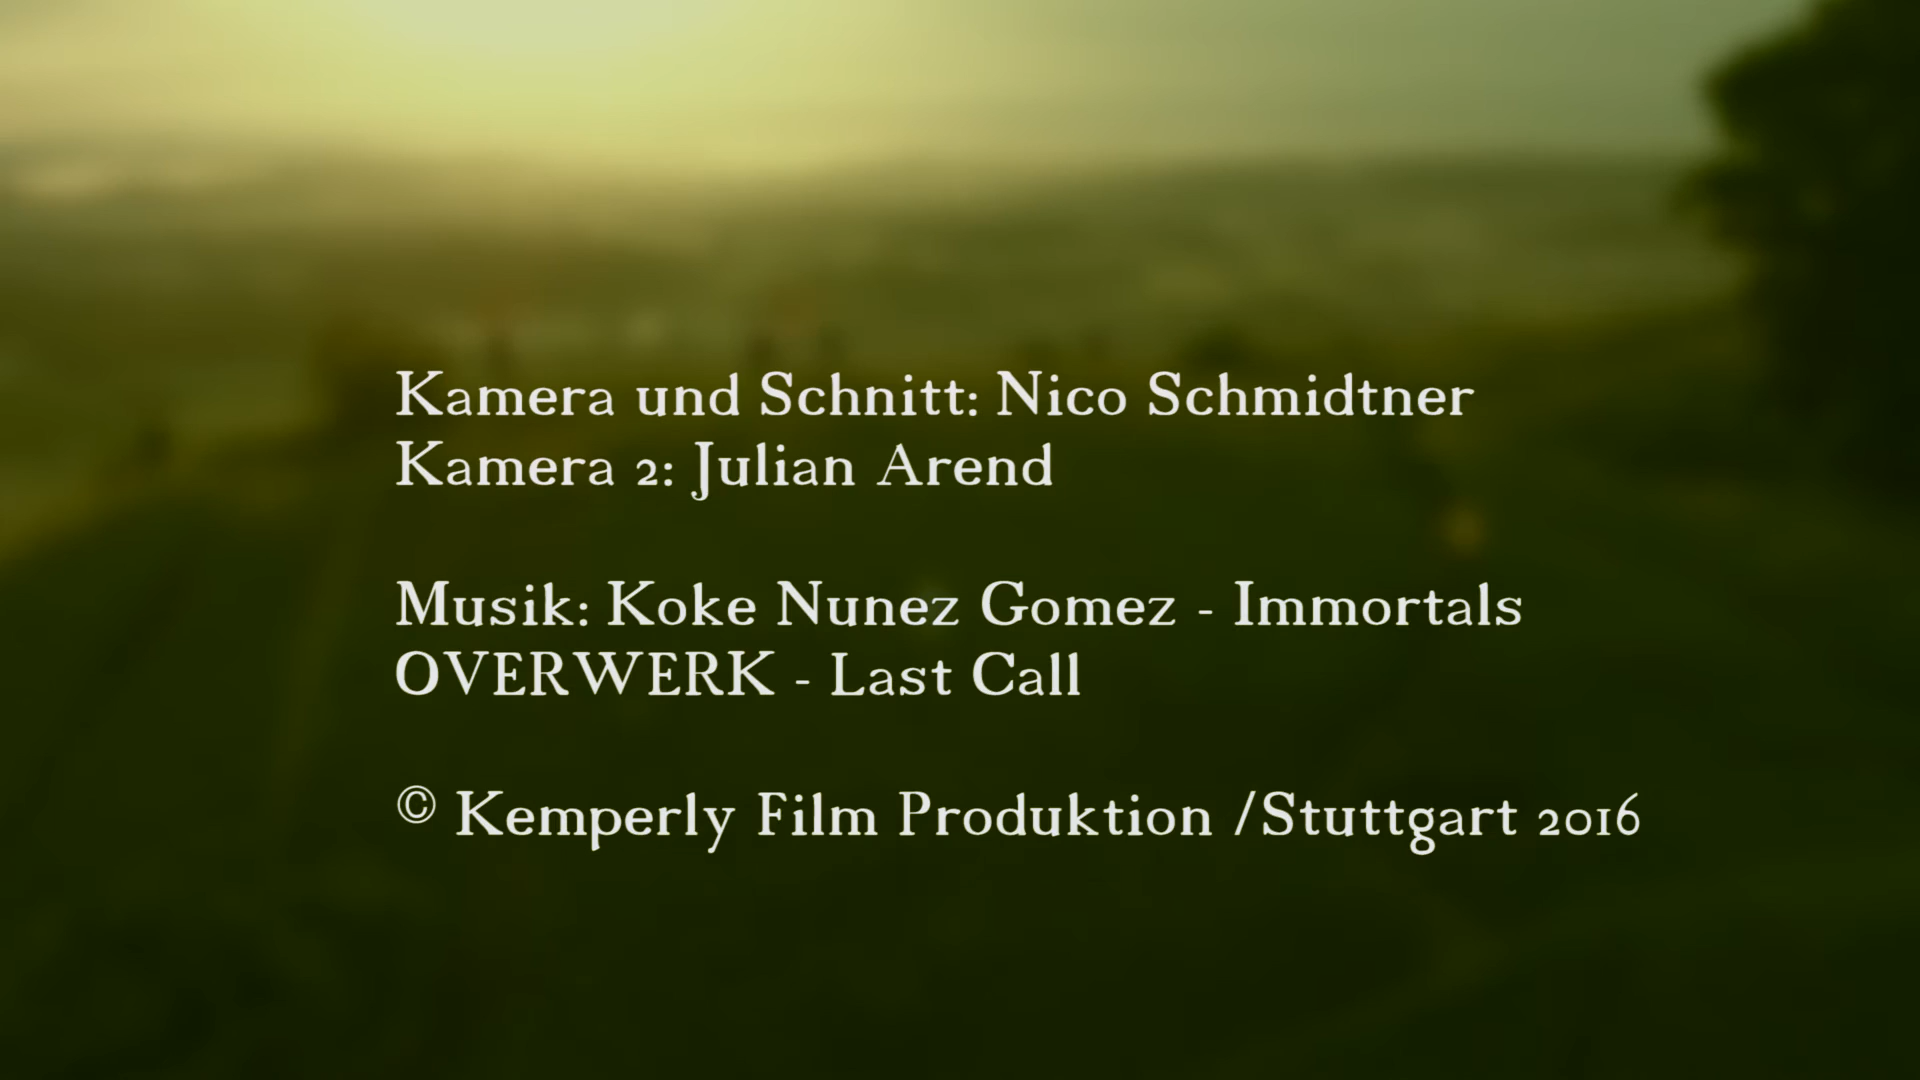 Kamera und Schnitt: Nico Schmidtner
Kamera 2: Julian Arend
Musik: Koke Nunez Gomez - Immortals
OVERWERK - Last Call
© Kemperly Film Produktion /Stuttgart 2016